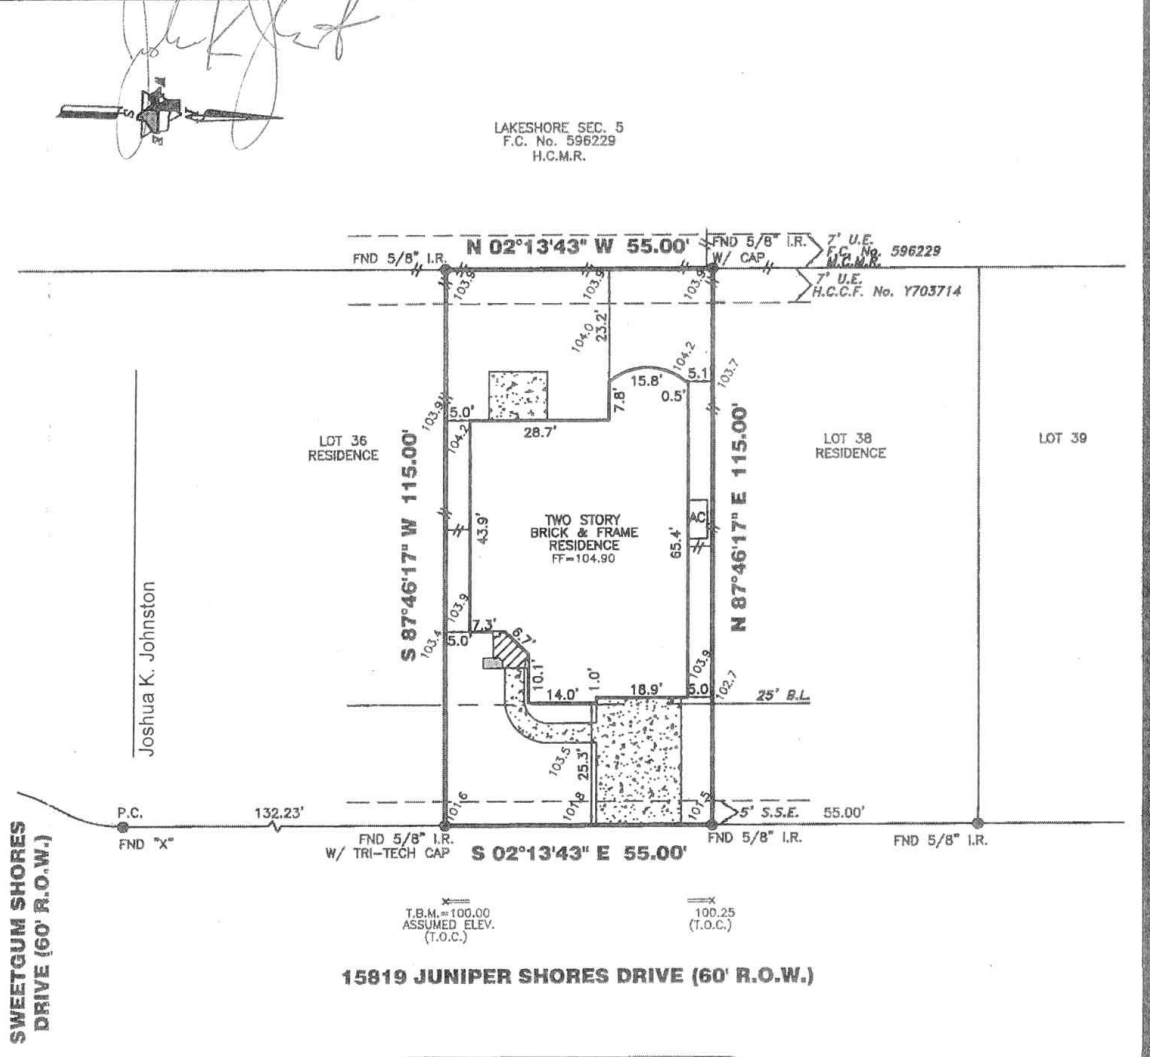 S
N
W
E
LAKESHORE SEC. 5
F.C. No. 596229
H.C.M.R.
N 02°13'43" W 55.00'
FND 5/8" I.R.
FND 5/8" I.R.
W/ CAP
7' U.E.
F.C. No. 596229
M.C.M.R.
7' U.E.
H.C.C.F. No. Y703714
103.9
103.9
103.9
104.0
23.2'
104.2
15.8'
5.1
103.7
7.8'
0.5'
103.9
5.0'
104.2
28.7'
LOT 36
RESIDENCE
S 87°46'17" W 115.00'
N 87°46'17" E 115.00'
LOT 38
RESIDENCE
LOT 39
43.9'
TWO STORY
BRICK & FRAME
RESIDENCE
FF=104.90
65.4'
AC
Joshua K. Johnston
103.9
103.4
5.0'
7.3'
6.7'
10.1'
14.0'
1.0'
18.9'
103.9
5.0
102.7
25' B.L.
103.5
25.3'
101.6
101.8
101.5
5' S.S.E.
55.00'
P.C.
132.23'
FND "X"
FND 5/8" I.R.
W/ TRI-TECH CAP
S 02°13'43" E 55.00'
FND 5/8" I.R.
FND 5/8" I.R.
T.B.M.=100.00
ASSUMED ELEV.
(T.O.C.)
100.25
(T.O.C.)
15819 JUNIPER SHORES DRIVE (60' R.O.W.)
SWEETGUM SHORES
DRIVE (60' R.O.W.)